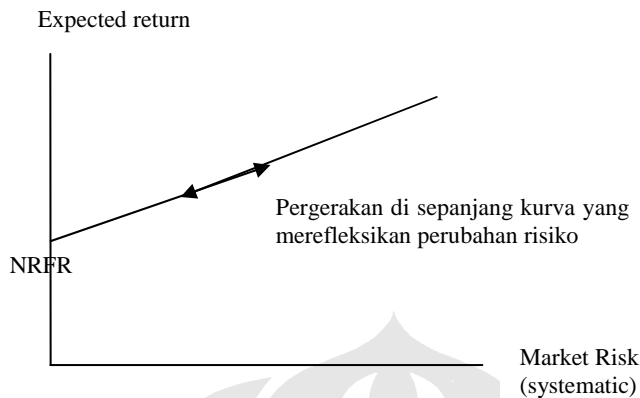 Expected return
Pergerakan di sepanjang kurva yang
merefleksikan perubahan risiko
NRFR
Market Risk
(systematic)